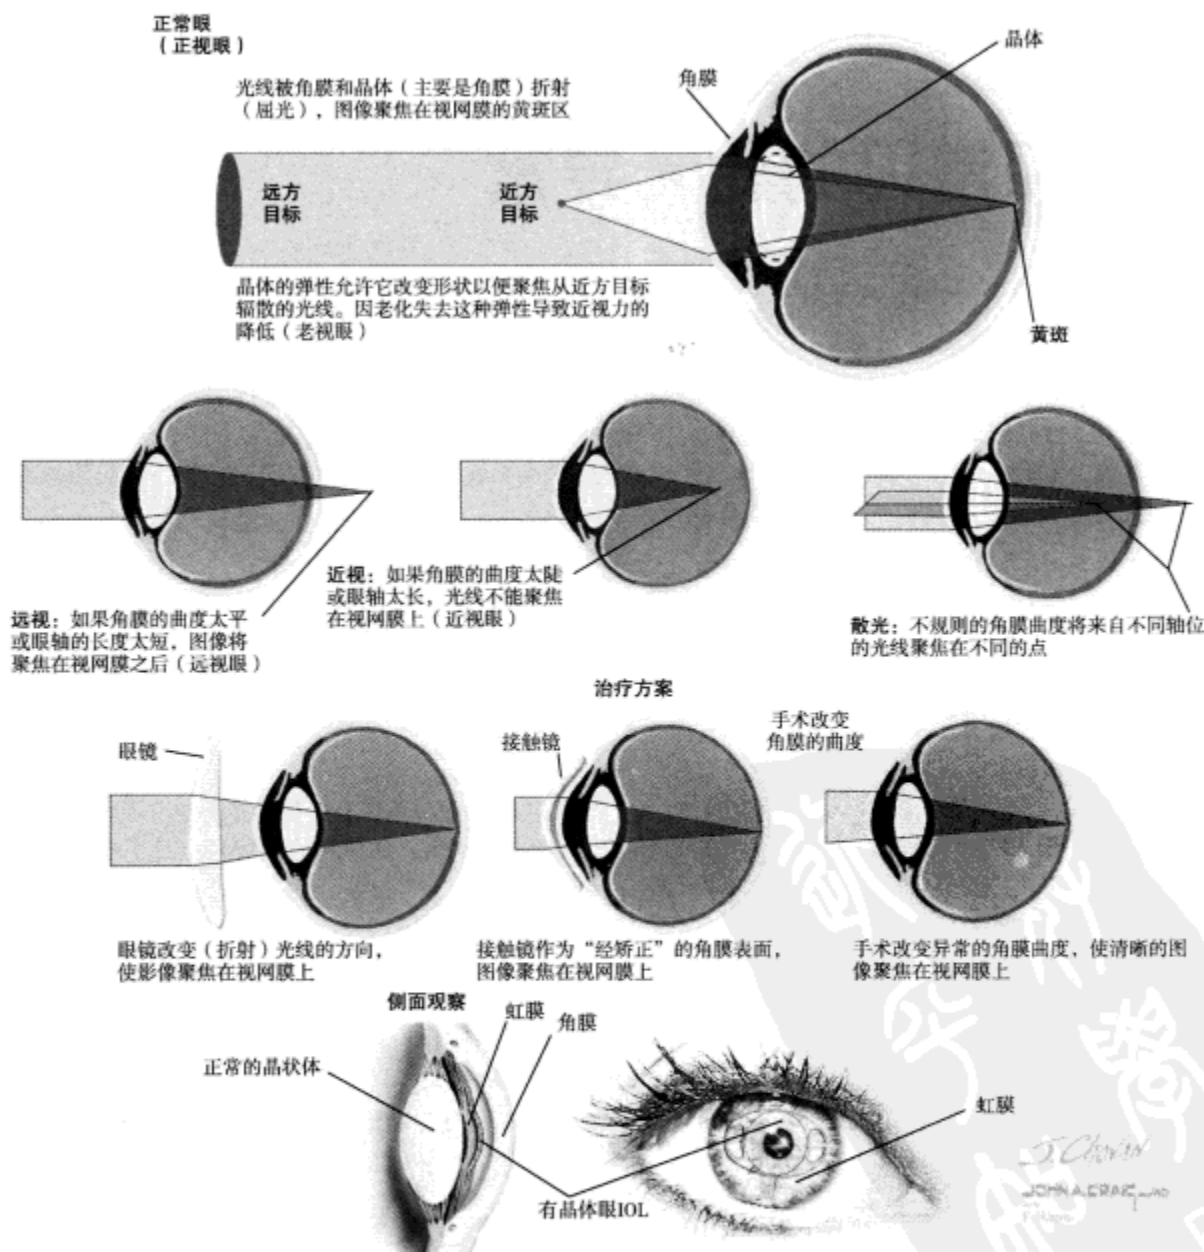 正常眼
（正视眼）
光线被角膜和晶体（主要是角膜）折射
（屈光），图像聚焦在视网膜的黄斑区
角膜
晶体
远方
目标
近方
目标
晶体的弹性允许它改变形状以便聚焦从近方目标
辐散的光线。因老化失去这种弹性导致近视力的
降低（老视眼）
黄斑
远视：如果角膜的曲度太平
或眼轴的长度太短，图像将
聚焦在视网膜之后（远视眼）
近视：如果角膜的曲度太陡
或眼轴太长，光线不能聚焦
在视网膜上（近视眼）
散光：不规则的角膜曲度将来自不同轴位
的光线聚焦在不同的点
治疗方案
眼镜
接触镜
手术改变
角膜的曲度
眼镜改变（折射）光线的方向，
使影像聚焦在视网膜上
接触镜作为“经矫正”的角膜表面，
图像聚焦在视网膜上
手术改变异常的角膜曲度，使清晰的图
像聚焦在视网膜上
侧面观察
虹膜
角膜
正常的晶状体
虹膜
有晶体眼IOL
JOHN A. CRAIG